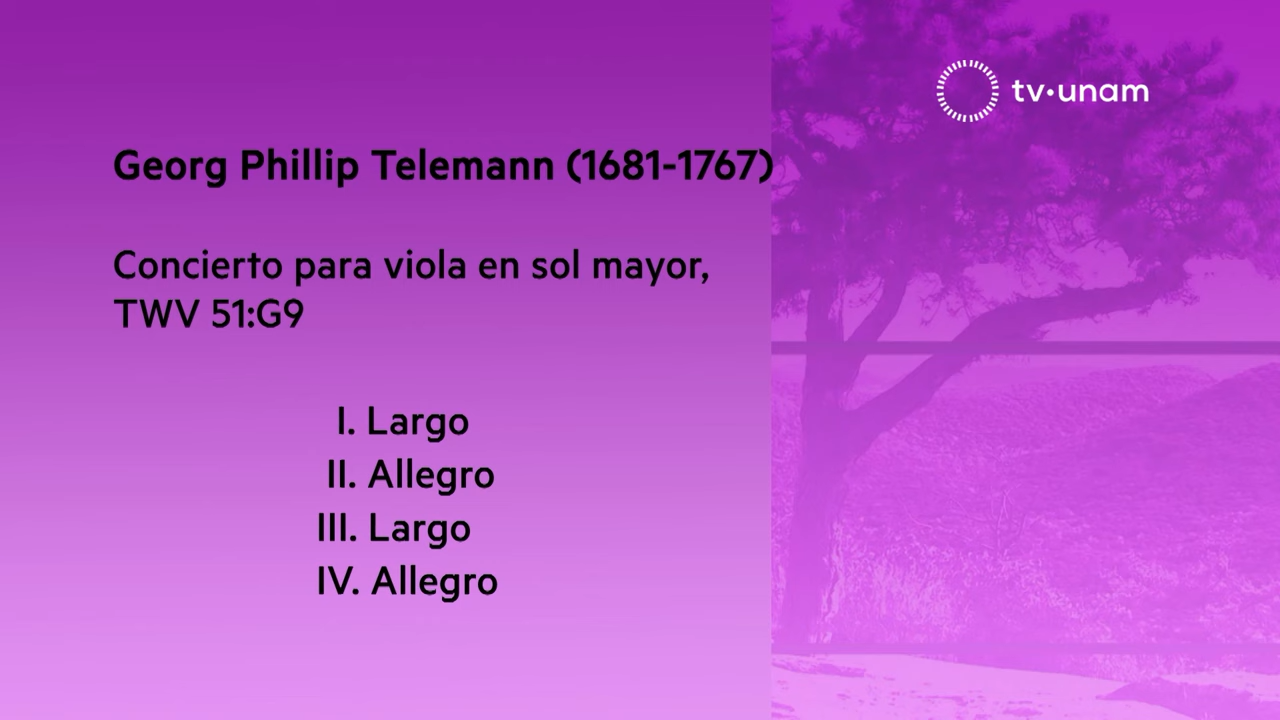 tv·unam
Georg Phillip Telemann (1681-1767)
Concierto para viola en sol mayor,
TWV 51:G9
I. Largo
II. Allegro
III. Largo
IV. Allegro